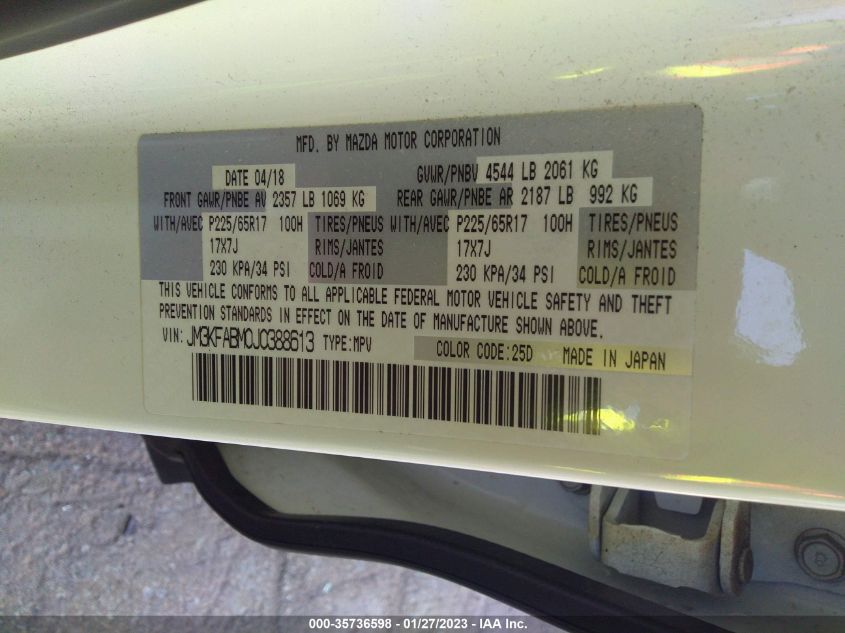 MFD. BY MAZDA MOTOR CORPORATION
DATE 04/18 GVWR/PNBV 4544 LB 2061 KG
FRONT GAWR/PNBE AV 2357 LB 1069 KG REAR GAWR/PNBE AR 2187 LB 992 KG
WITH/AVEC P225/65R17 100H TIRES/PNEUS WITH/AVEC P225/65R17 100H TIRES/PNEUS
17X7J RIMS/JANTES 17X7J RIMS/JANTES
230 KPA/34 PSI COLD/A FROID 230 KPA/34 PSI COLD/A FROID
THIS VEHICLE CONFORMS TO ALL APPLICABLE FEDERAL MOTOR VEHICLE SAFETY AND THEFT
PREVENTION STANDARDS IN EFFECT ON THE DATE OF MANUFACTURE SHOWN ABOVE.
VIN: JM3KFABM0J0388613 TYPE:MPV COLOR CODE:25D MADE IN JAPAN
000-35736598 - 01/27/2023 - IAA Inc.